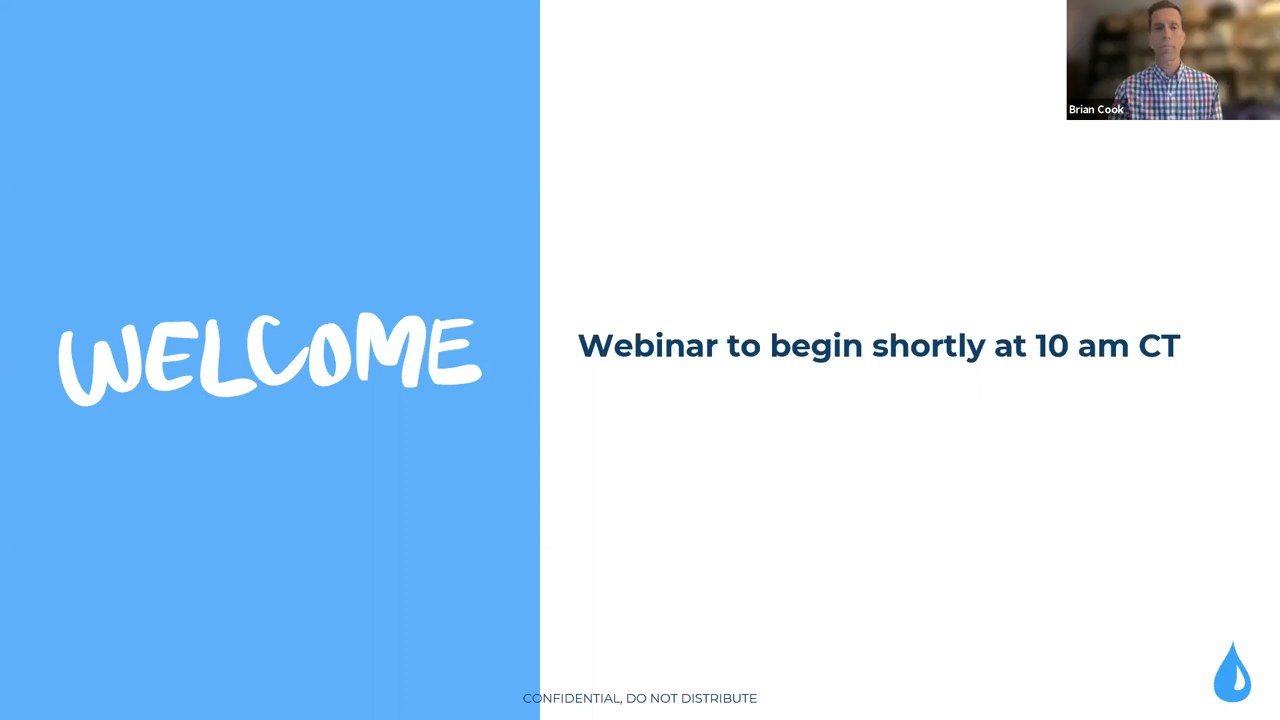 Brian Cook
WELCOME
Webinar to begin shortly at 10 am CT
CONFIDENTIAL, DO NOT DISTRIBUTE